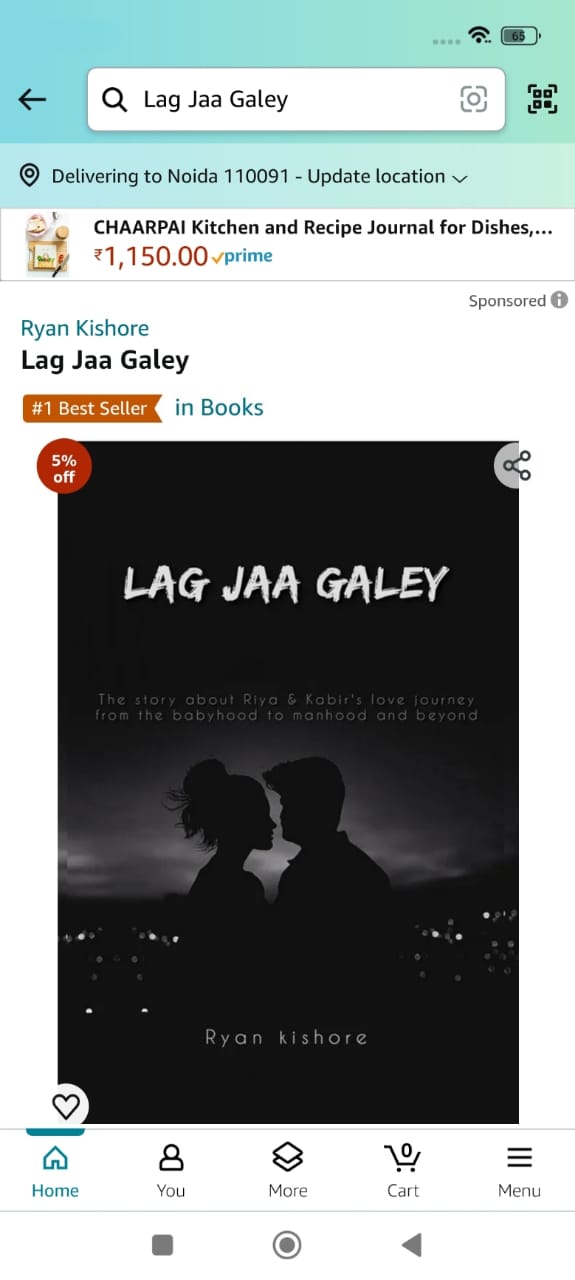 65
Lag Jaa Galey
Delivering to Noida 110091 - Update location
CHAARPAI Kitchen and Recipe Journal for Dishes,...
₹1,150.00 prime
Sponsored
Ryan Kishore
Lag Jaa Galey
#1 Best Seller in Books
5%
off
LAG JAA GALEY
The story about Riya & Kabir's love journey
from the babyhood to manhood and beyond
Ryan kishore
0
Home You More Cart Menu